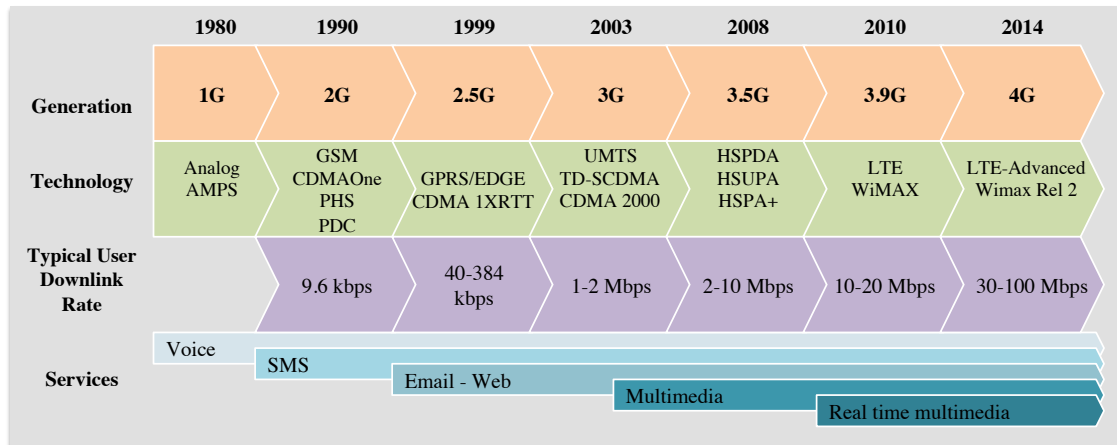 1980 1990 1999 2003 2008 2010 2014
Generation 1G 2G 2.5G 3G 3.5G 3.9G 4G
Technology
Analog
AMPS
GSM
CDMAOne
PHS
PDC
GPRS/EDGE
CDMA 1XRTT
UMTS
TD-SCDMA
CDMA 2000
HSPDA
HSUPA
HSPA+
LTE
WiMAX
LTE-Advanced
Wimax Rel 2
Typical User
Downlink
Rate
9.6 kbps
40-384
kbps
1-2 Mbps
2-10 Mbps
10-20 Mbps
30-100 Mbps
Services
Voice
SMS
Email - Web
Multimedia
Real time multimedia